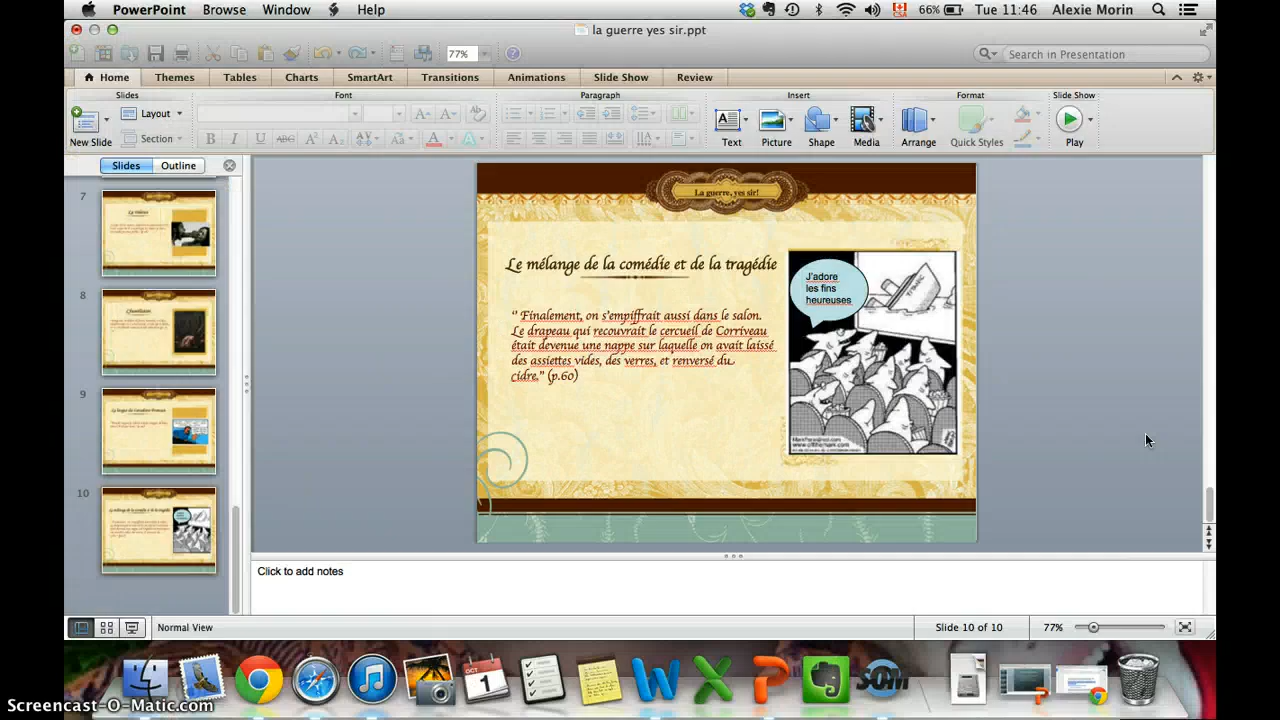 PowerPoint Browse Window Help 66% Tue 11:46 Alexie Morin
la guerre yes sir.ppt
77% Search in Presentation
Home Themes Tables Charts SmartArt Transitions Animations Slide Show Review
Slides Font Paragraph Insert Format Slide Show
New Slide Layout Section Text Picture Shape Media Arrange Quick Styles Play
Slides Outline
7
8
9
10
La guerre, yes sir!
Le mélange de la comédie et de la tragédie
‘’ Finalement, on s’empiffrait aussi dans le salon.
Le drapeau qui recouvrait le cercueil de Corriveau
était devenue une nappe sur laquelle on avait laissé
des assiettes vides, des verres, et renversé du
cidre.’’ (p.60)
J'adore
les fins
heureuses
TITANIC
Click to add notes
Normal View Slide 10 of 10 77%
OCT
1
Screencast-O-Matic.com